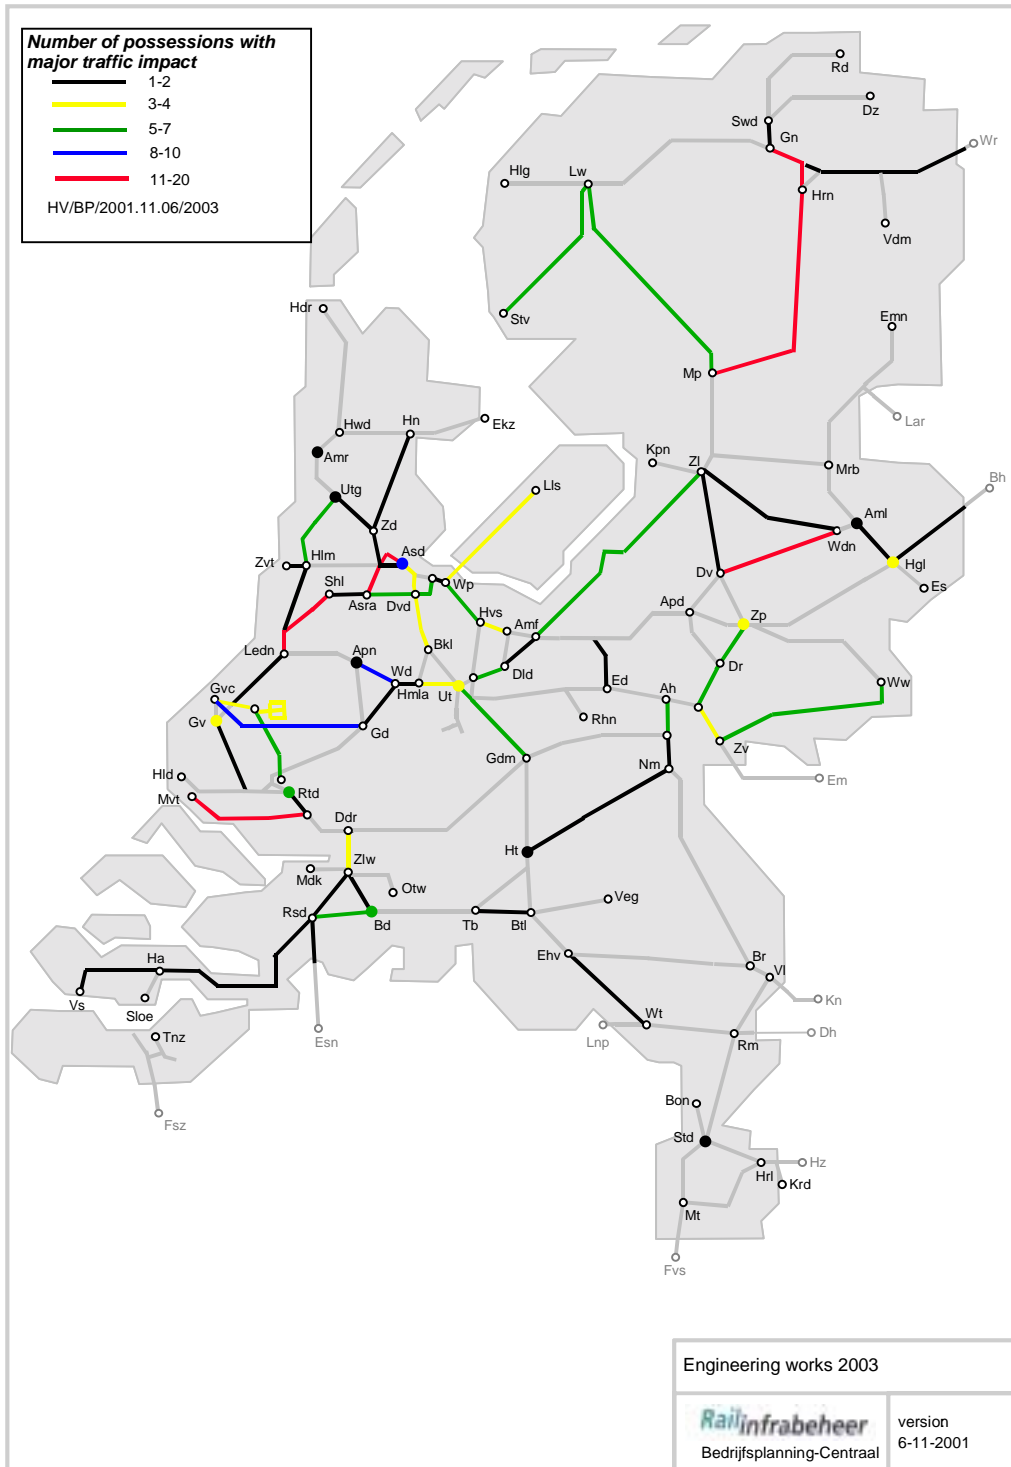 Number of possessions with
major traffic impact
1-2
3-4
5-7
8-10
11-20
HV/BP/2001.11.06/2003
Rd
Dz
Swd
Gn
Wr
Hlg
Lw
Hrn
Vdm
Hdr
Stv
Emn
Mp
Hn
Ekz
Hwd
Lar
Amr
Kpn
Zl
Mrb
Bh
Utg
Lls
Aml
Zd
Wdn
Asd
Zvt
Hlm
Hgl
Shl
Wp
Dv
Es
Asra
Dvd
Hvs
Amf
Apd
Zp
Ledn
Apn
Bkl
Wd
Dld
Dr
Ww
Gvc
Hmla
Ut
Ed
Ah
Gv
Gd
Rhn
Zv
Gdm
Hld
Nm
Em
Mvt
Rtd
Ddr
Ht
Zlw
Mdk
Otw
Veg
Rsd
Bd
Tb
Btl
Ha
Ehv
Br
Vl
Vs
Sloe
Kn
Tnz
Wt
Esn
Lnp
Rm
Dh
Fsz
Bon
Std
Hz
Hrl
Krd
Mt
Fvs
Engineering works 2003
Railinfrabeheer
Bedrijfsplanning-Centraal
version
6-11-2001